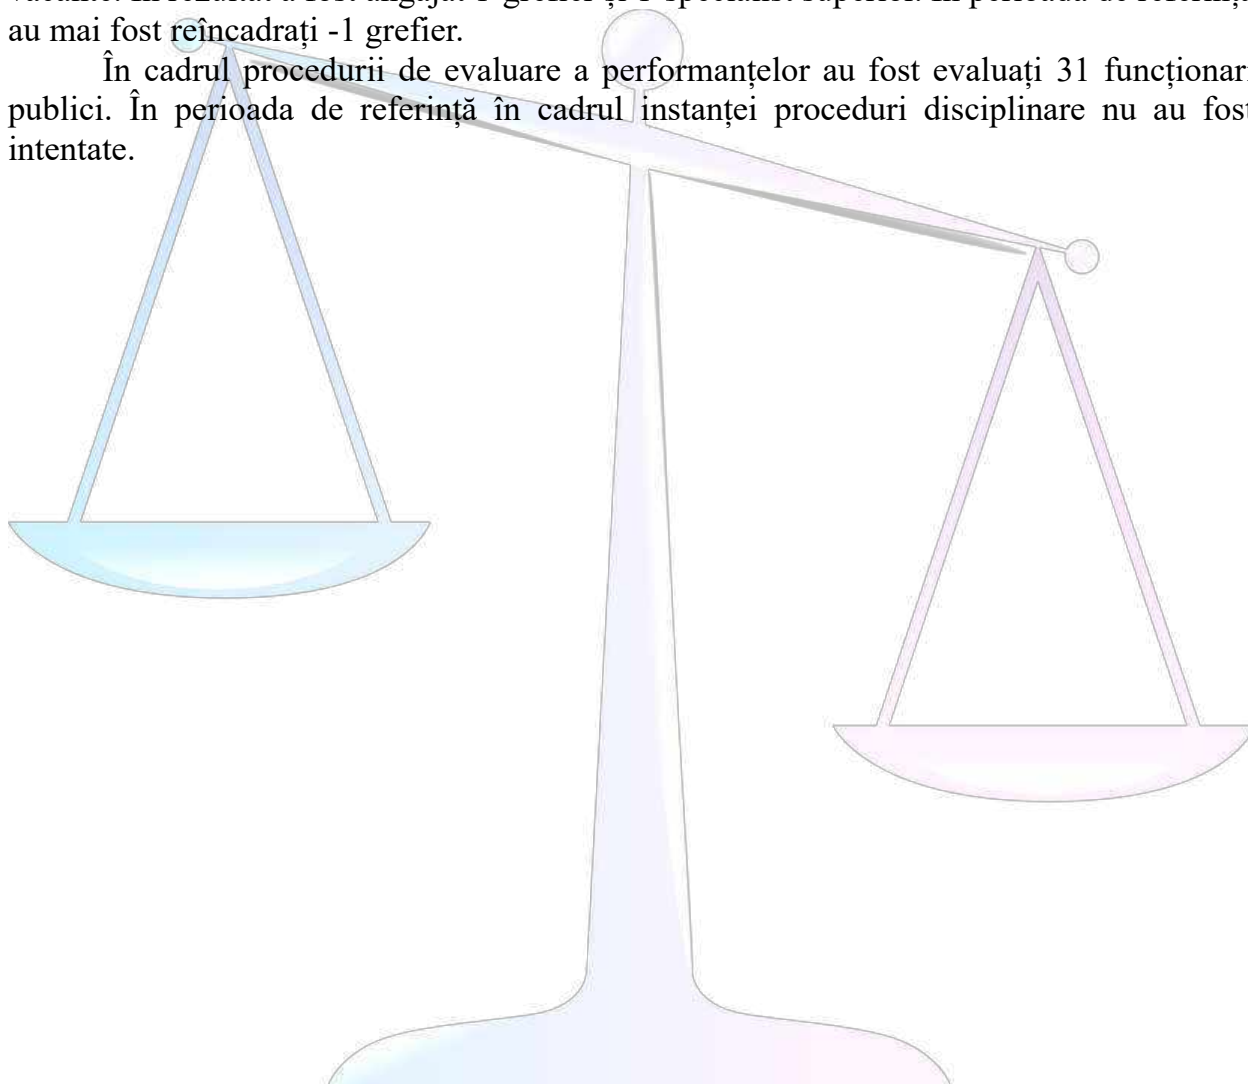 vacante. În rezultat a fost angajat 1 grefier și 1 specialist superior. În perioada de referință
au mai fost reîncadrați -1 grefier.
În cadrul procedurii de evaluare a performanțelor au fost evaluați 31 funcționari
publici. În perioada de referință în cadrul instanței proceduri disciplinare nu au fost
intentate.